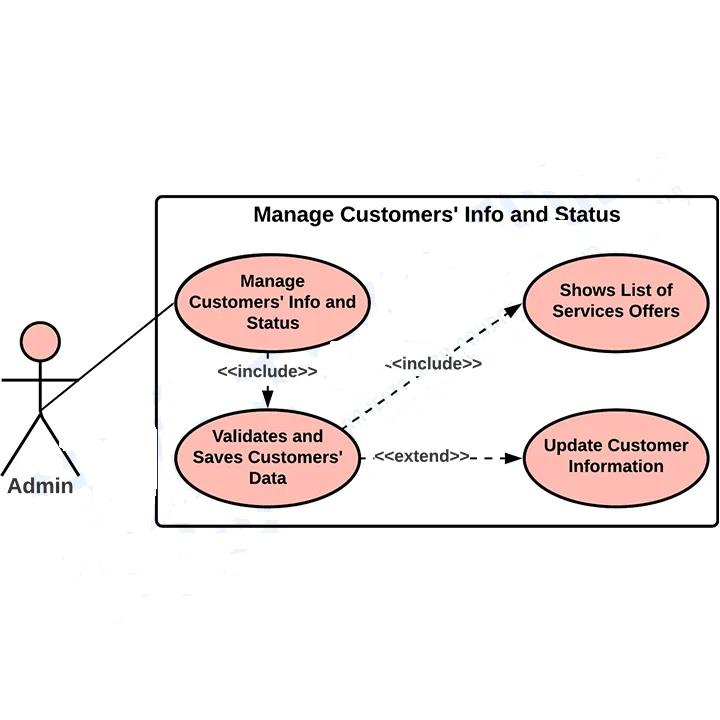 Manage Customers' Info and Status
Manage
Customers' Info and
Status
Shows List of
Services Offers
<<include>>
<<include>>
Validates and
Saves Customers'
Data
<<extend>>
Update Customer
Information
Admin